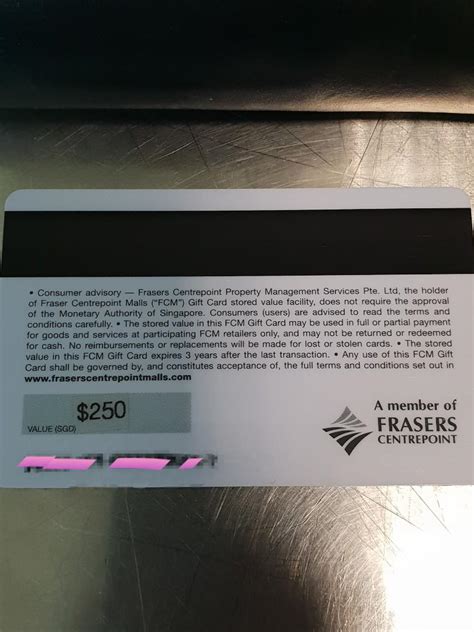 • Consumer advisory — Frasers Centrepoint Property Management Services Pte. Ltd, the holder
of Fraser Centrepoint Malls ("FCM") Gift Card stored value facility, does not require the approval
of the Monetary Authority of Singapore. Consumers (users) are advised to read the terms and
conditions carefully. • The stored value in this FCM Gift Card may be used in full or partial payment
for goods and services at participating FCM retailers only, and may not be returned or redeemed
for cash. No reimbursements or replacements will be made for lost or stolen cards. • The stored
value in this FCM Gift Card expires 3 years after the last transaction. • Any use of this FCM Gift
Card shall be governed by, and constitutes acceptance of, the full terms and conditions set out in
www.fraserscentrepointmalls.com
$250
VALUE (SGD)
A member of
FRASERS
CENTREPOINT